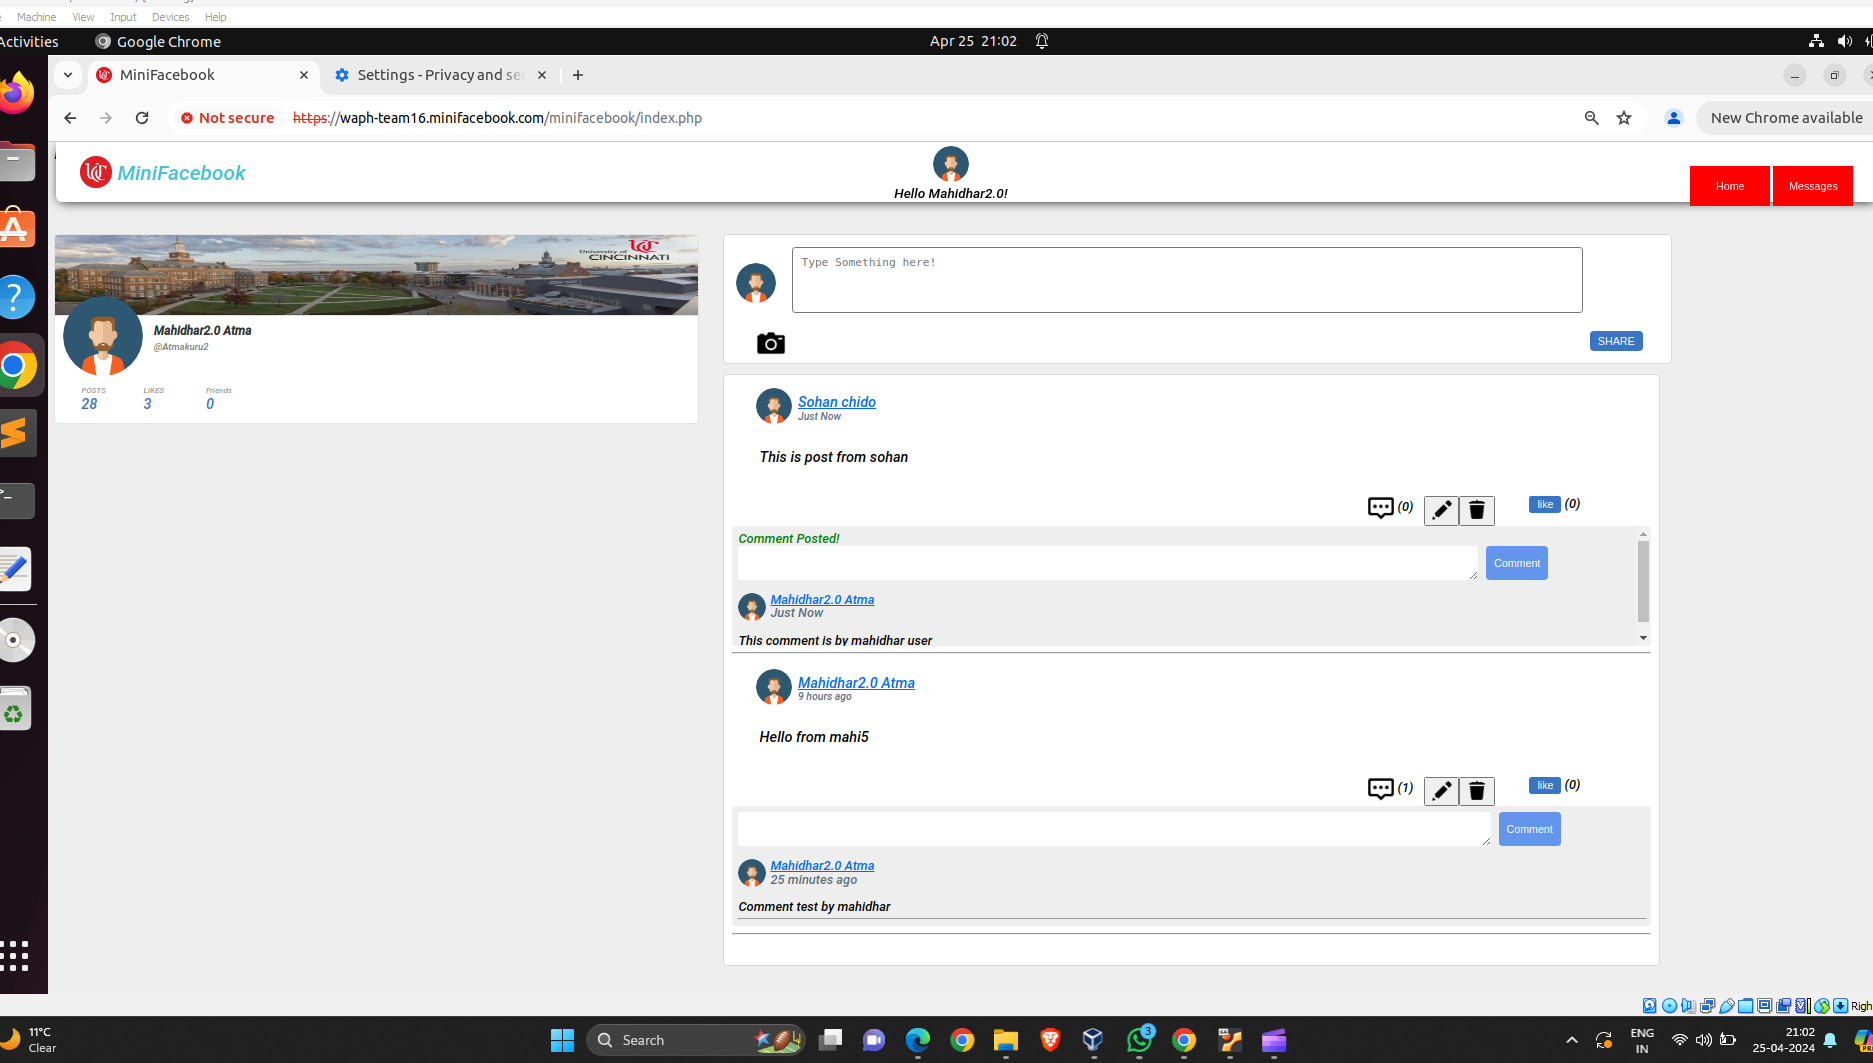 Machine View Input Devices Help
Activities Google Chrome Apr 25 21:02
MiniFacebook Settings - Privacy and se
Not secure https://waph-team16.minifacebook.com/minifacebook/index.php New Chrome available
MiniFacebook
Hello Mahidhar2.0!
Home Messages
University of
CINCINNATI
Mahidhar2.0 Atma
@Atmakuru2
POSTS LIKES Friends
28 3 0
Type Something here!
SHARE
Sohan chido
Just Now
This is post from sohan
(0) like (0)
Comment Posted!
Comment
Mahidhar2.0 Atma
Just Now
This comment is by mahidhar user
Mahidhar2.0 Atma
9 hours ago
Hello from mahi5
(1) like (0)
Comment
Mahidhar2.0 Atma
25 minutes ago
Comment test by mahidhar
Righ
11°C
Clear
Search
3
ENG
IN
21:02
25-04-2024